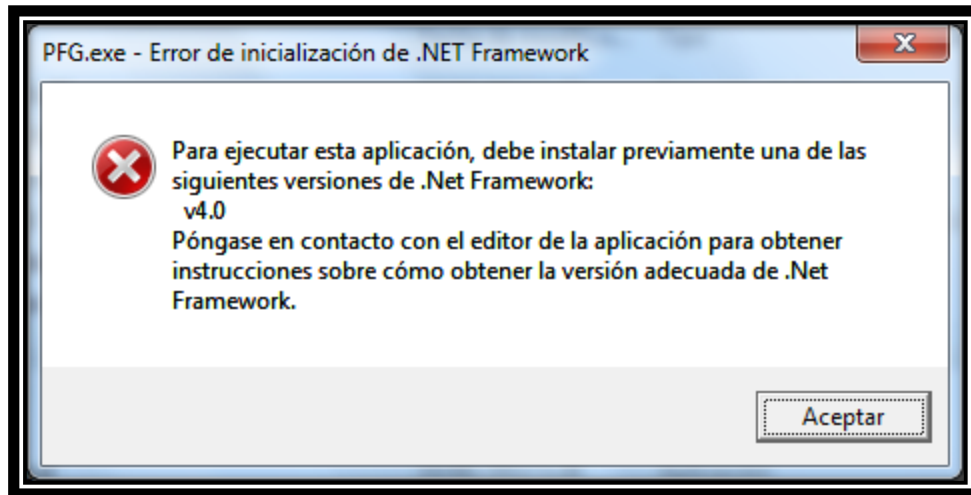 PFG.exe - Error de inicialización de .NET Framework
Para ejecutar esta aplicación, debe instalar previamente una de las
siguientes versiones de .Net Framework:
v4.0
Póngase en contacto con el editor de la aplicación para obtener
instrucciones sobre cómo obtener la versión adecuada de .Net
Framework.
Aceptar